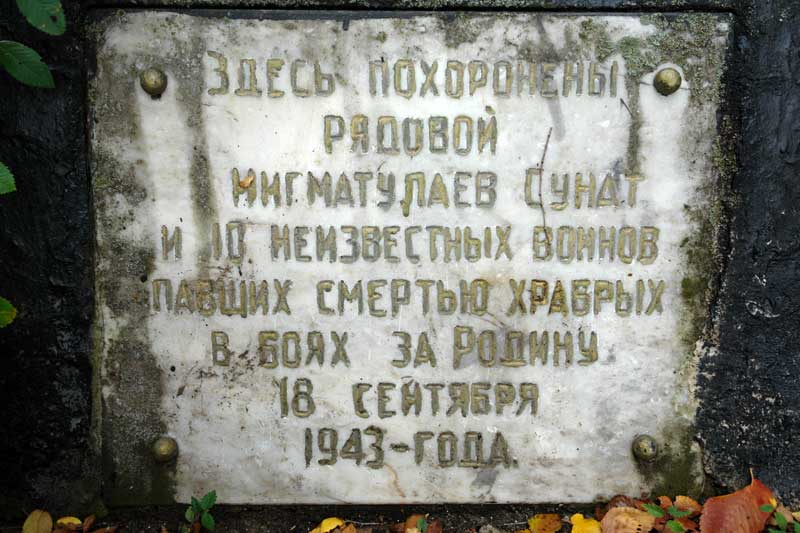 Здесь похоронены
рядовой
Нигматулаев Сунат
и 10 неизвестных воинов
павших смертью храбрых
в боях за Родину
18 сентября
1943-года.